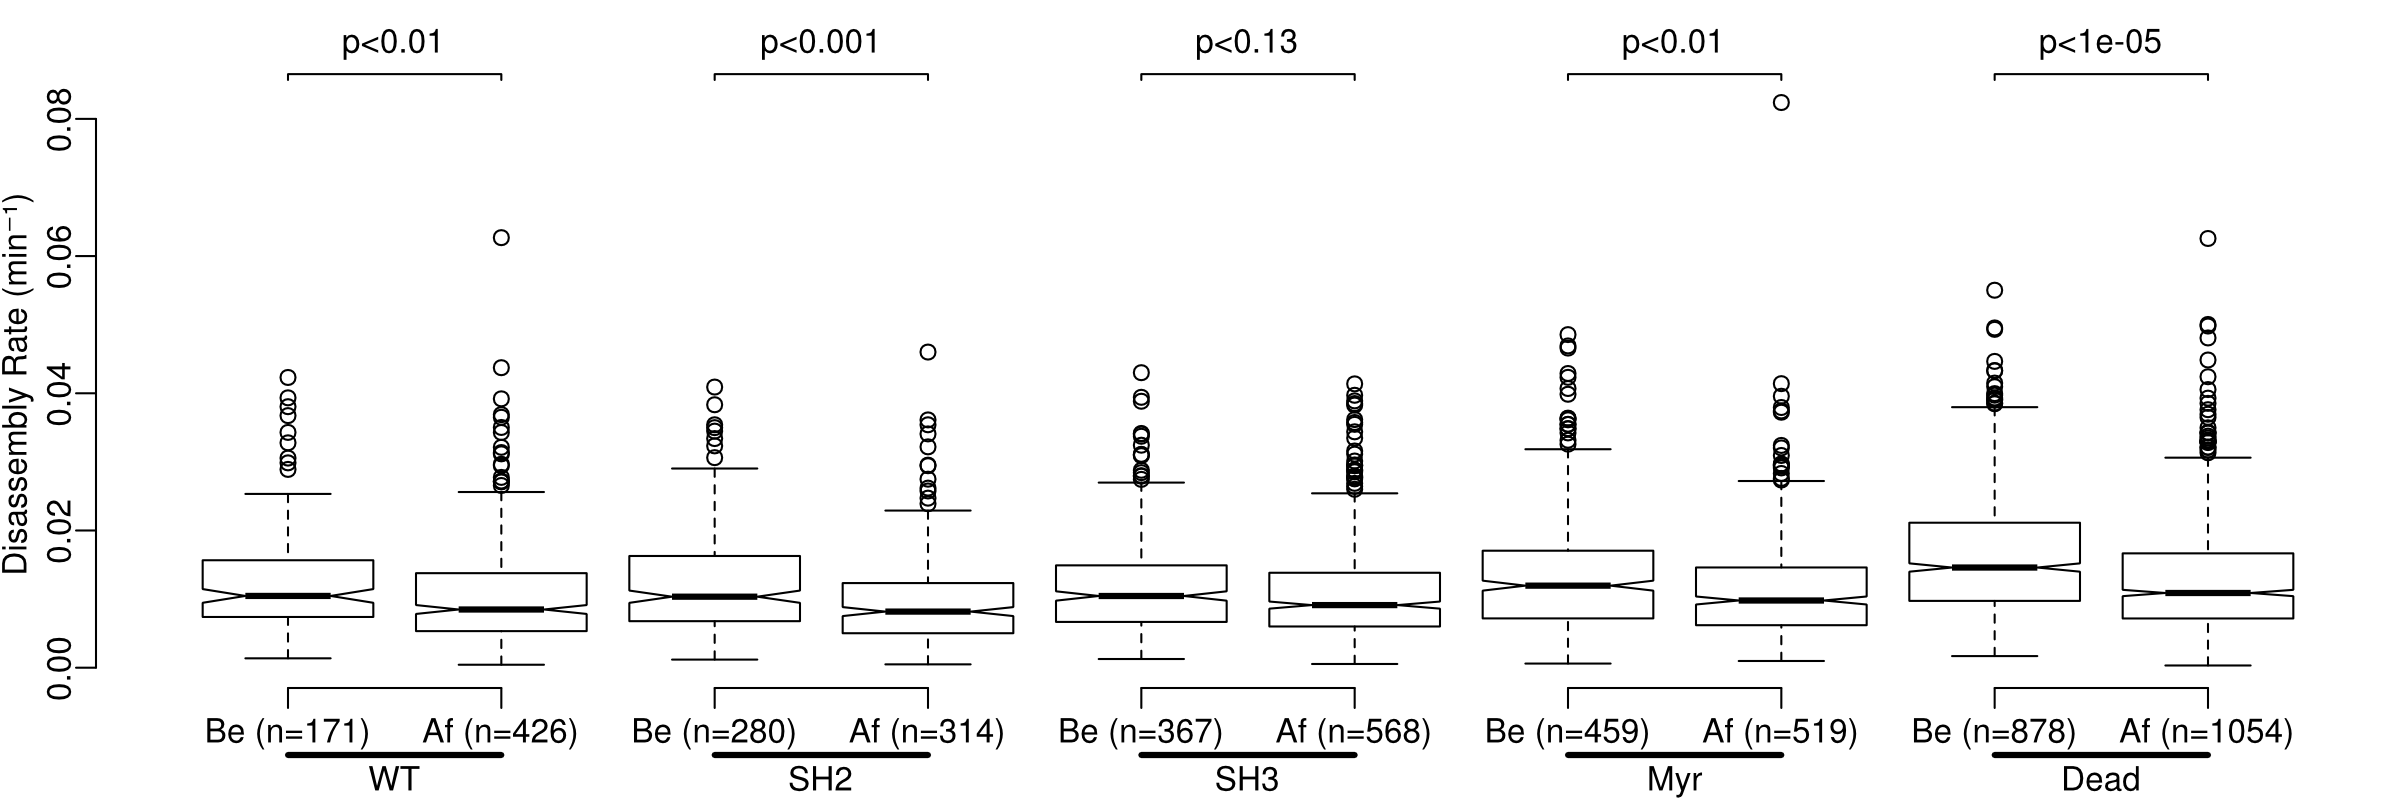 p<0.01 p<0.001 p<0.13 p<0.01 p<1e-05
Disassembly Rate (min⁻¹)
0.08
0.06
0.04
0.02
0.00
Be (n=171) Af (n=426) Be (n=280) Af (n=314) Be (n=367) Af (n=568) Be (n=459) Af (n=519) Be (n=878) Af (n=1054)
WT SH2 SH3 Myr Dead